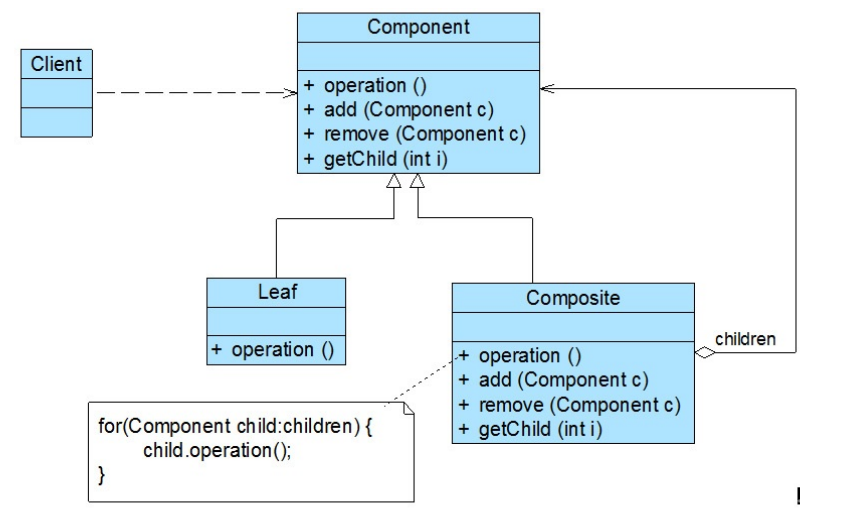 Component
Client
+ operation ()
+ add (Component c)
+ remove (Component c)
+ getChild (int i)
Leaf
+ operation ()
Composite
+ operation ()
+ add (Component c)
+ remove (Component c)
+ getChild (int i)
children
for(Component child:children) {
child.operation();
}
!